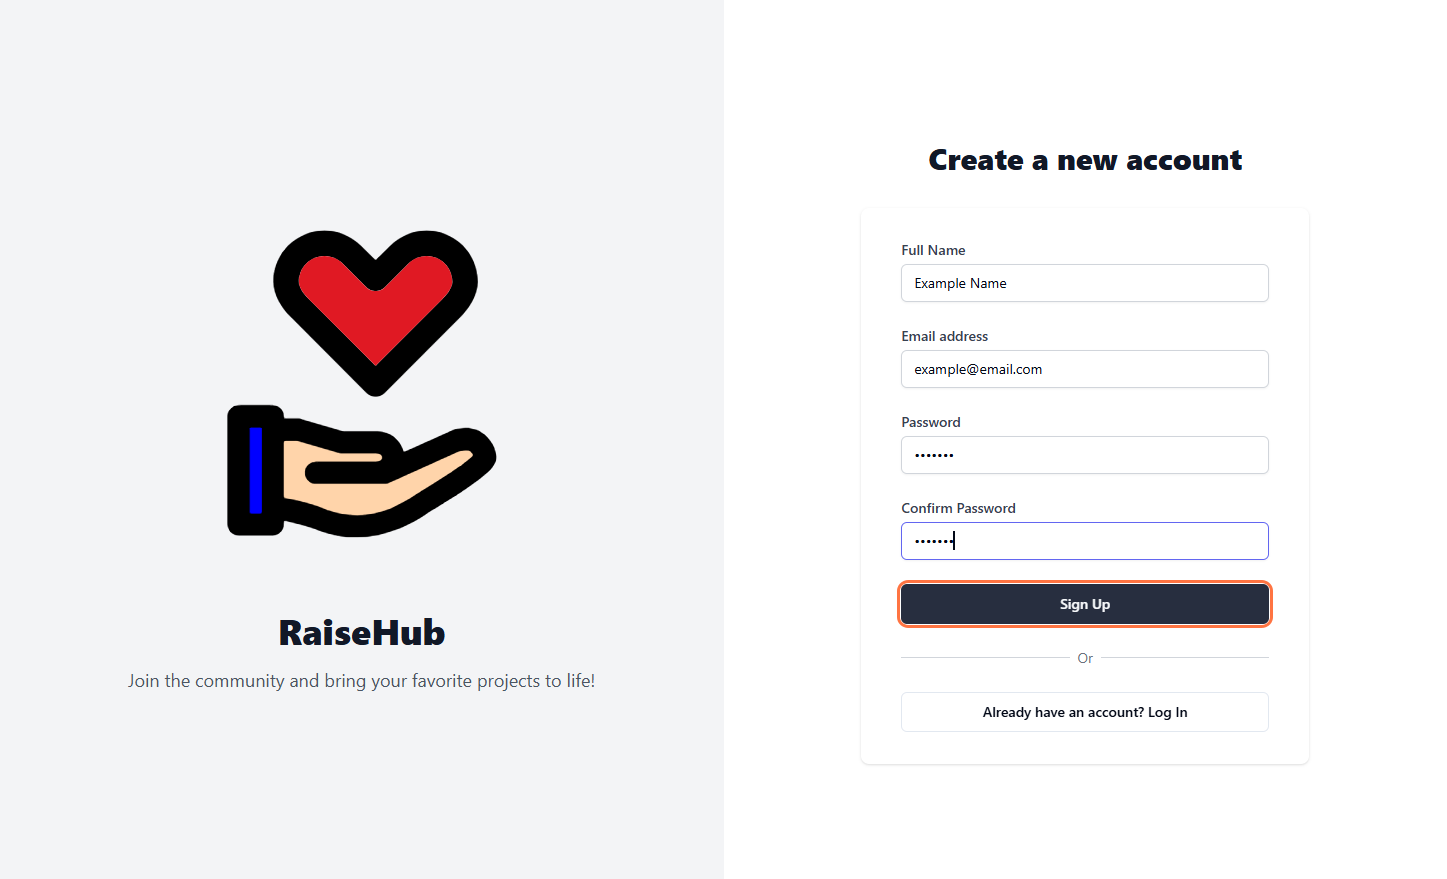 RaiseHub
Join the community and bring your favorite projects to life!
Create a new account
Full Name
Example Name
Email address
example@email.com
Password
•••••••
Confirm Password
•••••••
Sign Up
Or
Already have an account? Log In